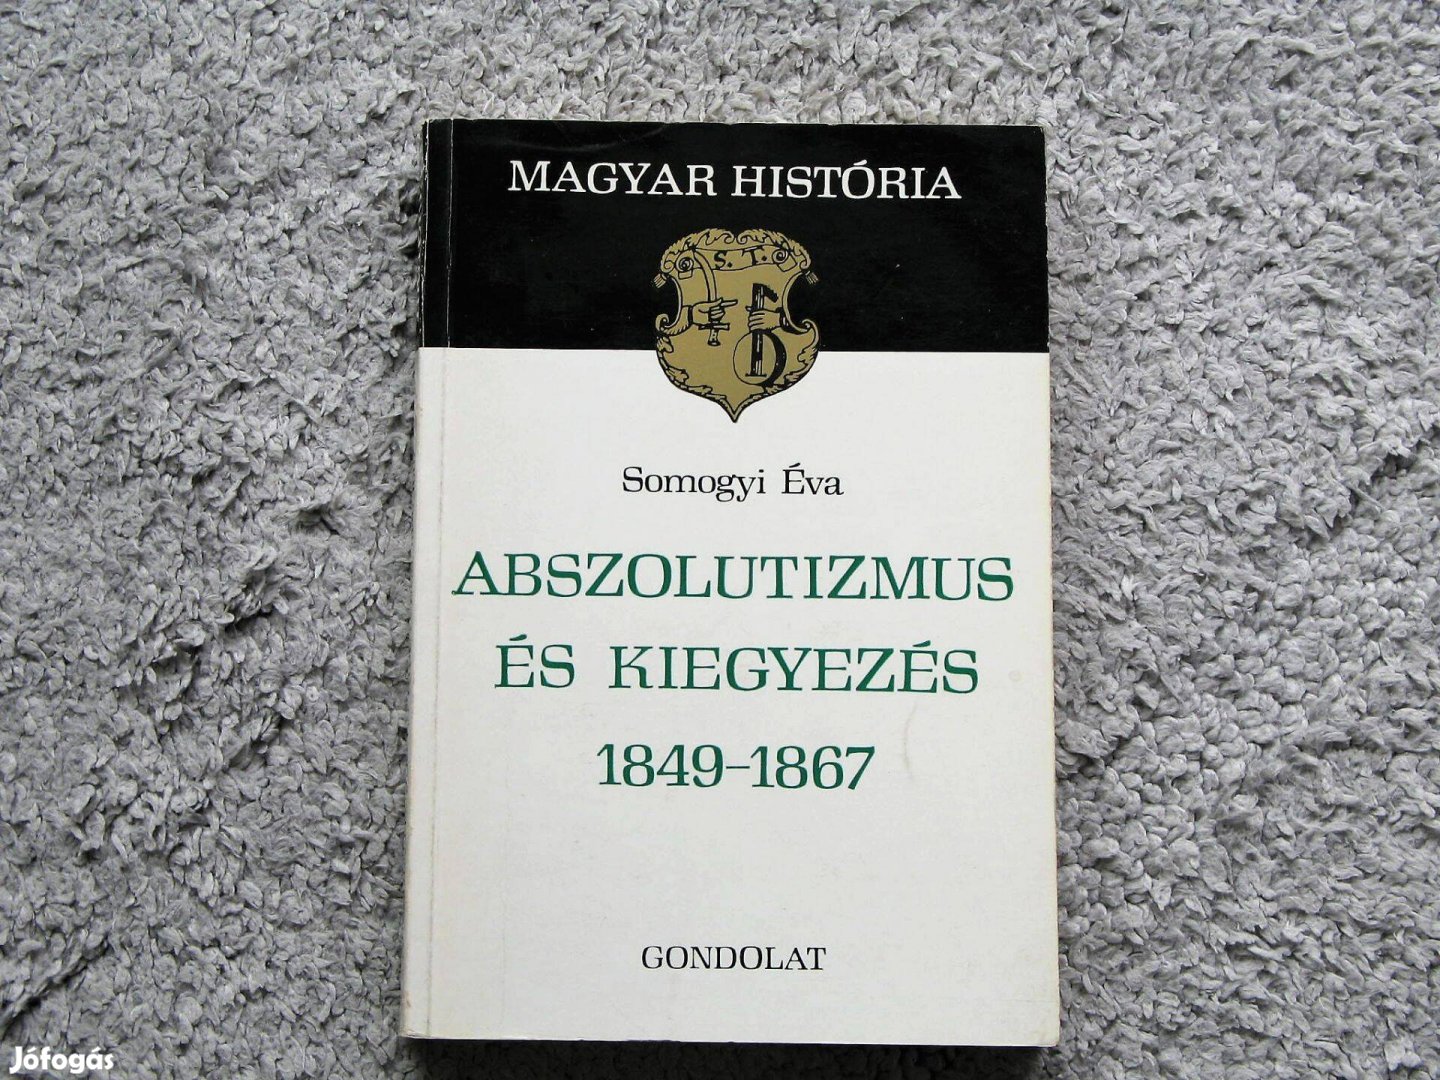 MAGYAR HISTÓRIA
S. T.
Somogyi Éva
ABSZOLUTIZMUS
ÉS KIEGYEZÉS
1849–1867
GONDOLAT
Jófogás